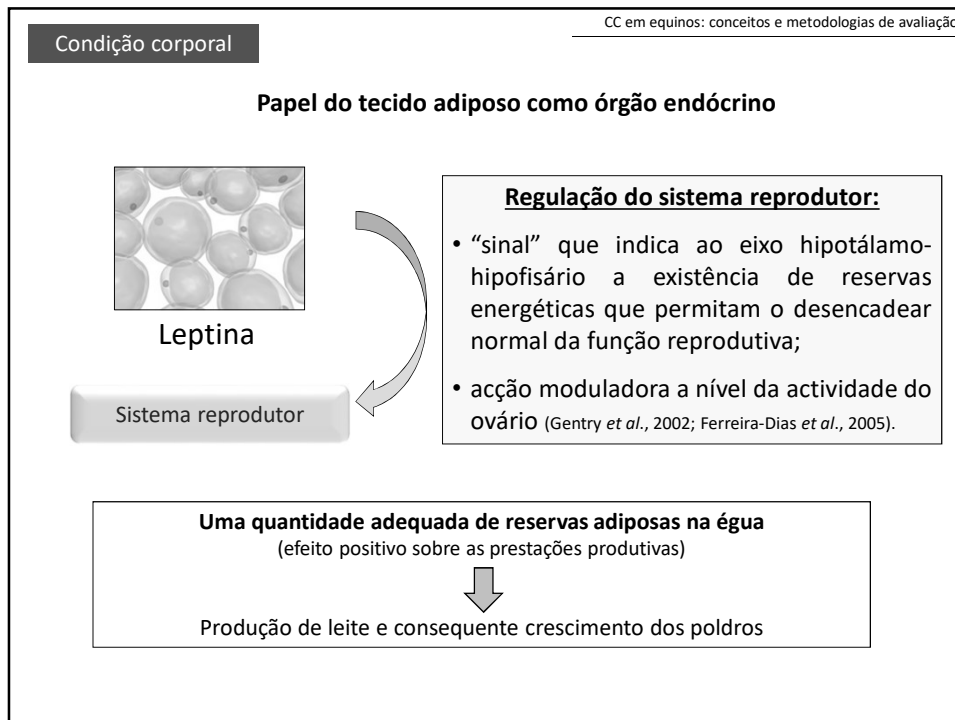 CC em equinos: conceitos e metodologias de avaliação
Condição corporal
Papel do tecido adiposo como órgão endócrino
Leptina
Sistema reprodutor
Regulação do sistema reprodutor:
• “sinal” que indica ao eixo hipotálamo-
hipofisário a existência de reservas
energéticas que permitam o desencadear
normal da função reprodutiva;
• acção moduladora a nível da actividade do
ovário (Gentry et al., 2002; Ferreira-Dias et al., 2005).
Uma quantidade adequada de reservas adiposas na égua
(efeito positivo sobre as prestações produtivas)
Produção de leite e consequente crescimento dos poldros